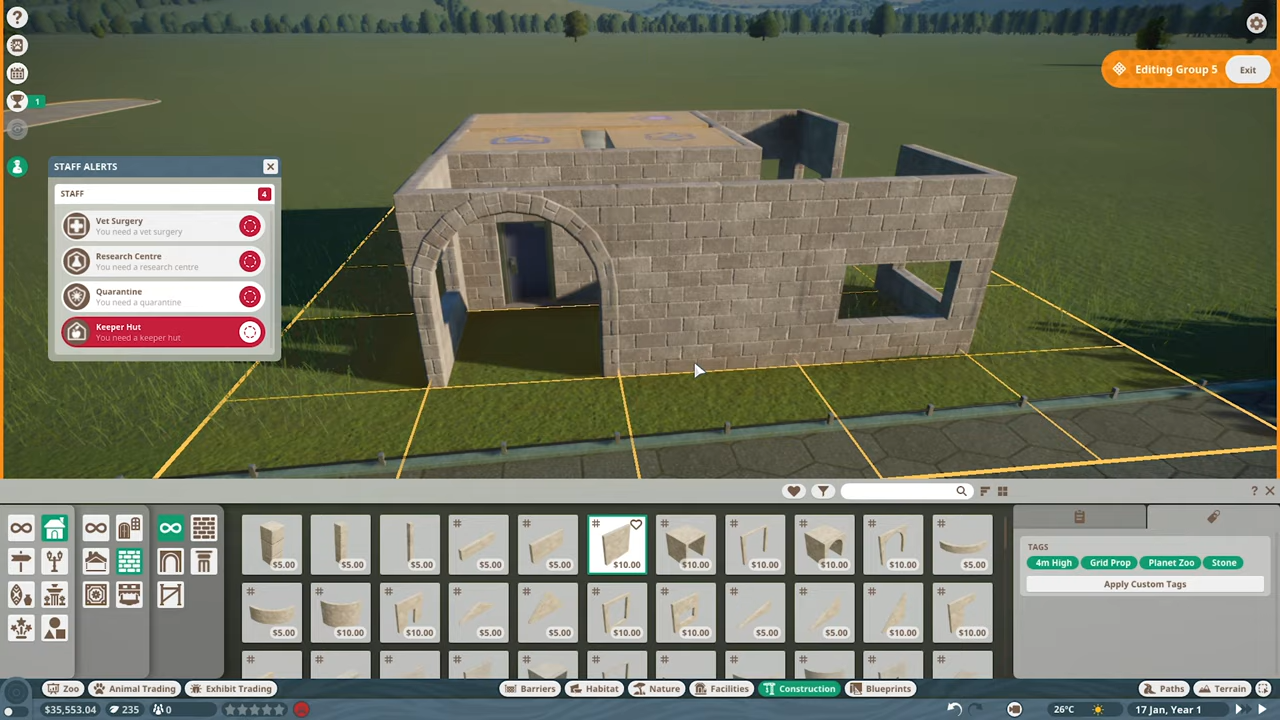 ?
Editing Group 5
Exit
1
STAFF ALERTS
STAFF
4
Vet Surgery
You need a vet surgery
Research Centre
You need a research centre
Quarantine
You need a quarantine
Keeper Hut
You need a keeper hut
?
$5.00 $5.00 $5.00 $5.00 $5.00 $10.00 $10.00 $10.00 $10.00 $10.00 $5.00
$5.00 $10.00 $10.00 $5.00 $5.00 $10.00 $10.00 $5.00 $5.00 $10.00 $10.00
TAGS
4m High Grid Prop Planet Zoo Stone
Apply Custom Tags
Zoo Animal Trading Exhibit Trading Barriers Habitat Nature Facilities Construction Blueprints Paths Terrain
$35,553.04 235 0 26°C 17 Jan, Year 1